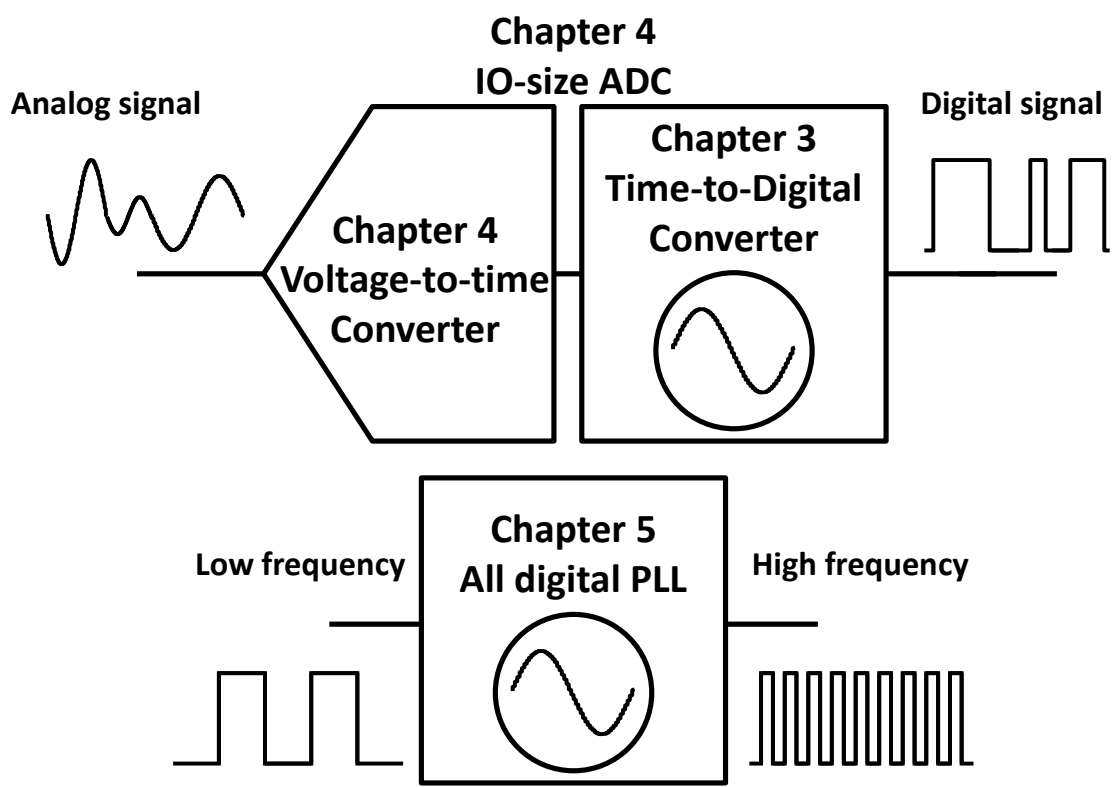 Chapter 4
IO-size ADC
Analog signal
Digital signal
Chapter 4
Voltage-to-time
Converter
Chapter 3
Time-to-Digital
Converter
Chapter 5
All digital PLL
Low frequency
High frequency